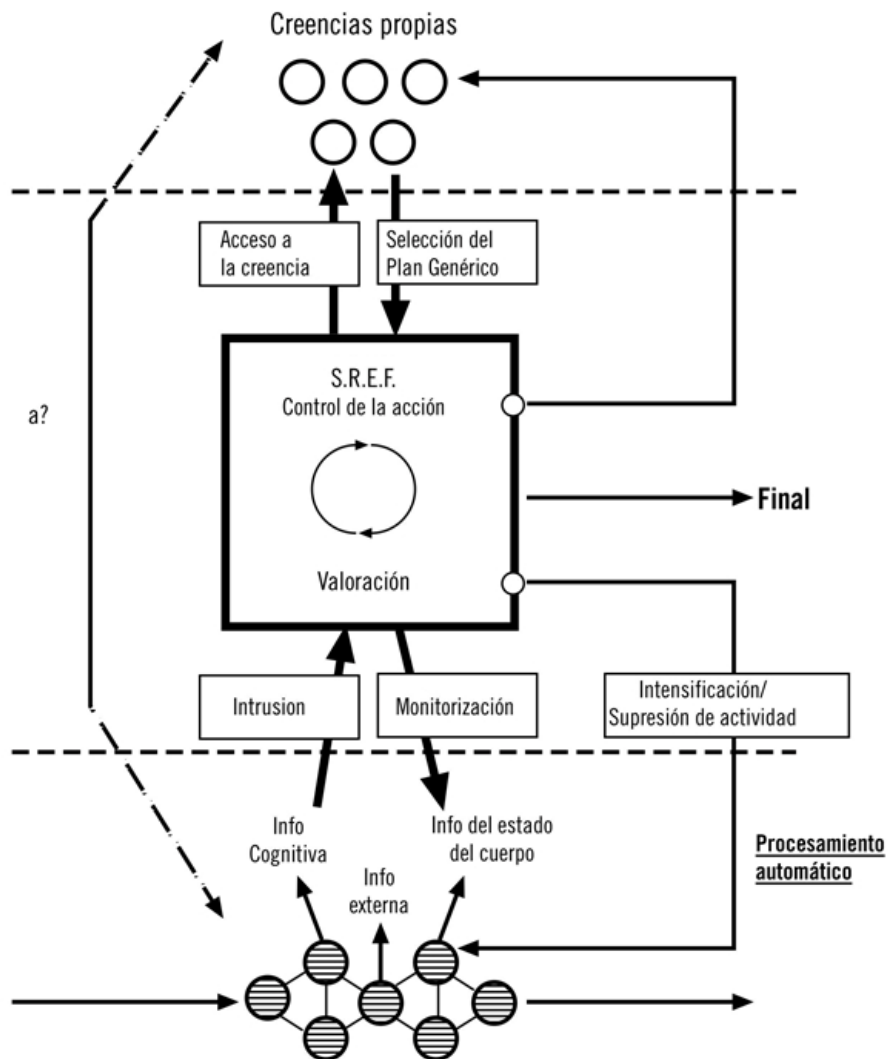 Creencias propias
Acceso a
la creencia
Selección del
Plan Genérico
a?
S.R.E.F.
Control de la acción
Valoración
Final
Intrusion
Monitorización
Intensificación/
Supresión de actividad
Info
Cognitiva
Info del estado
del cuerpo
Info
externa
Procesamiento
automático